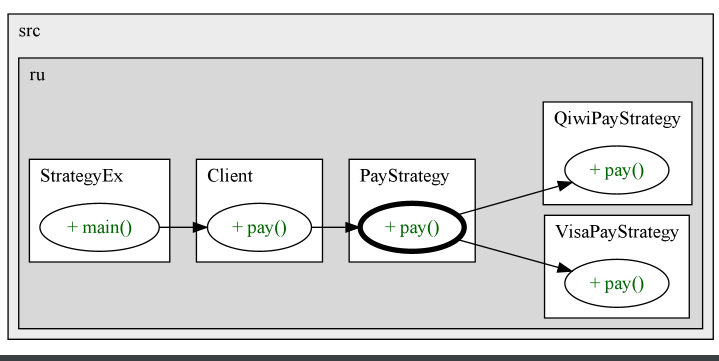 src
ru
StrategyEx
+ main()
Client
+ pay()
PayStrategy
+ pay()
QiwiPayStrategy
+ pay()
VisaPayStrategy
+ pay()